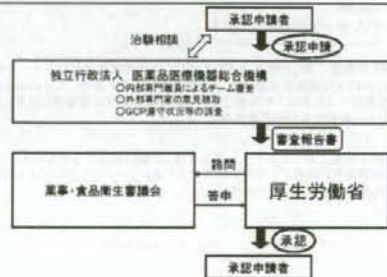 承認申請者
治験相談
承認申請
独立行政法人 医薬品医療機器総合機構
○内部専門職員によるチーム審査
○外部専門家の意見聴取
○GCP遵守状況等の調査
審査報告書
諮問
薬事・食品衛生審議会
厚生労働省
答申
承認
承認申請者